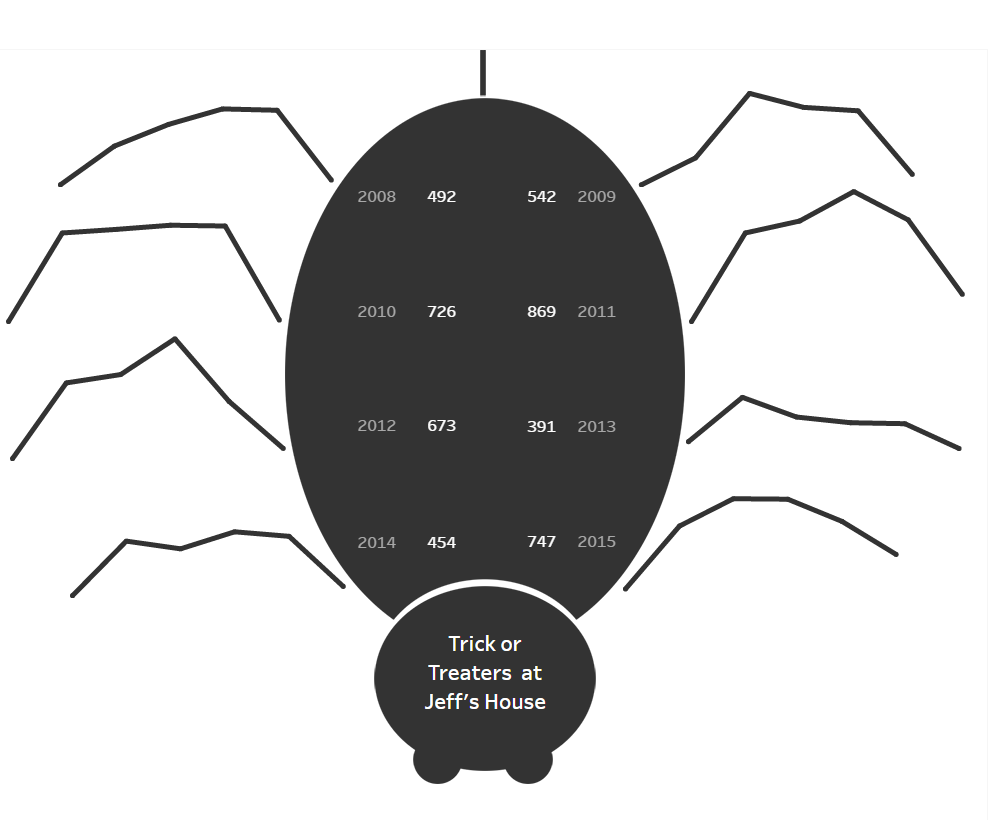 2008 492 542 2009
2010 726 869 2011
2012 673 391 2013
2014 454 747 2015
Trick or
Treaters at
Jeff’s House